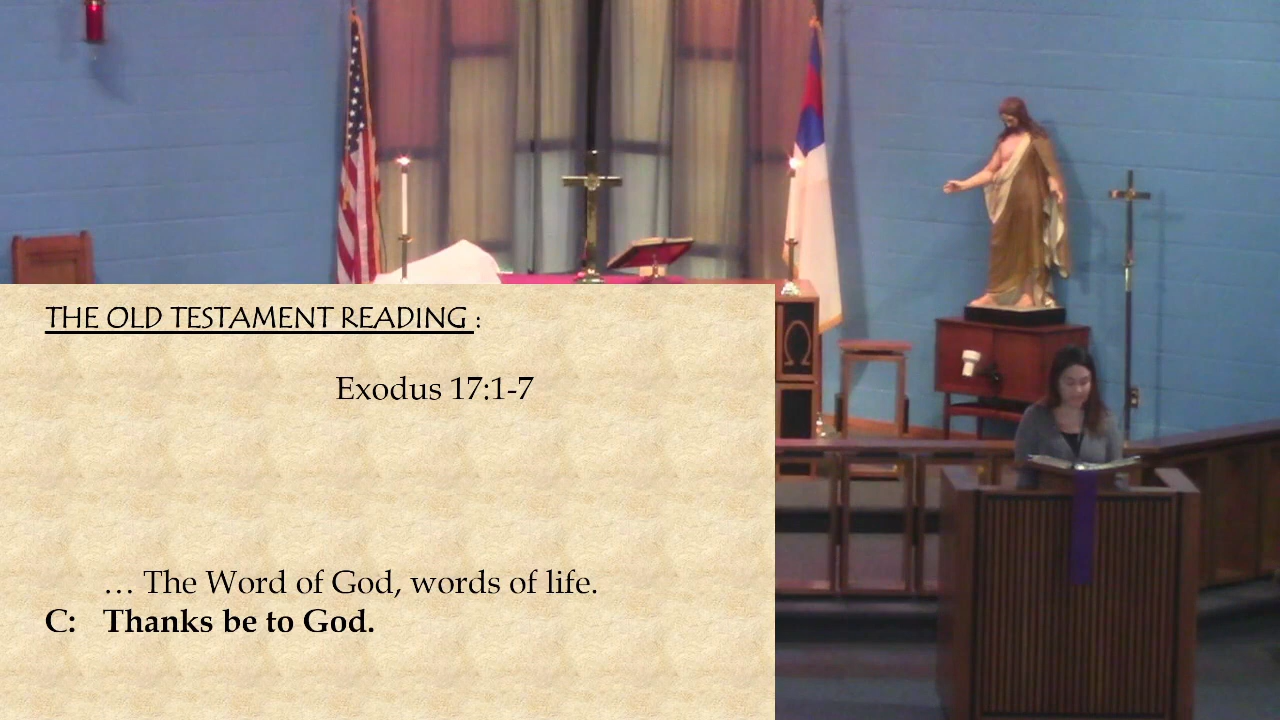 THE OLD TESTAMENT READING :
Exodus 17:1-7
… The Word of God, words of life.
C: Thanks be to God.